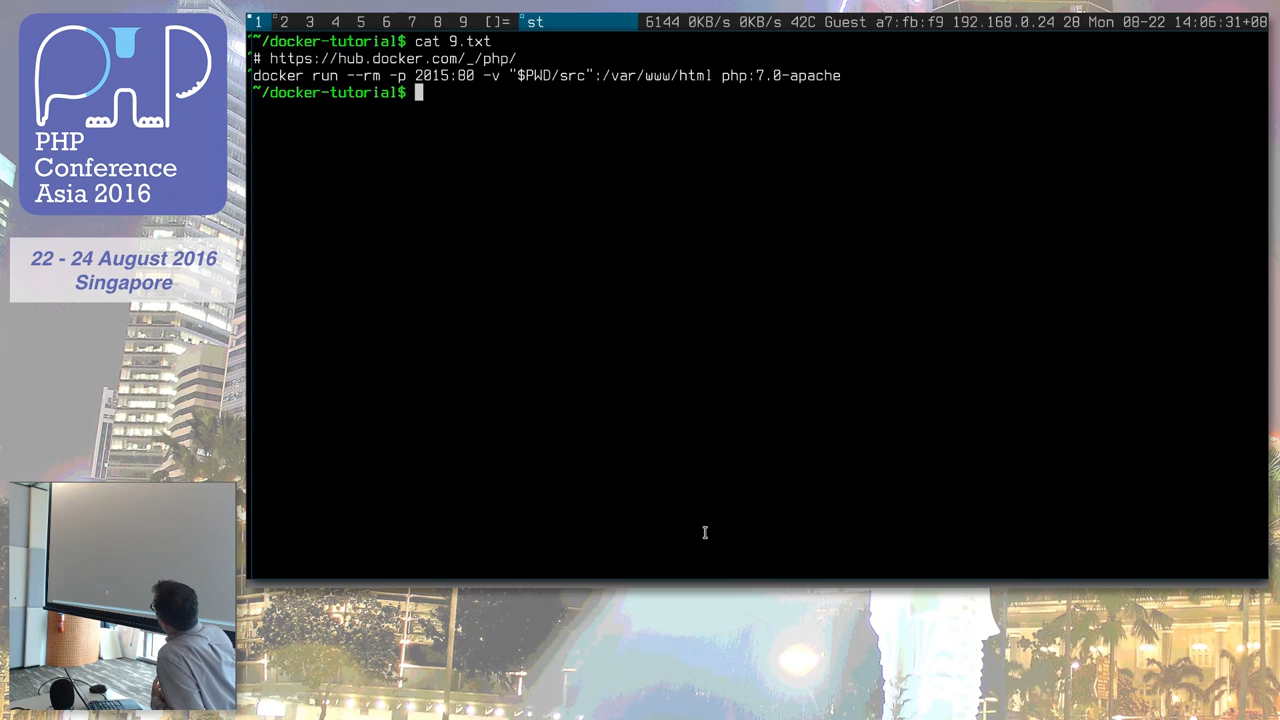 PHP
Conference
Asia 2016
22 - 24 August 2016
Singapore
1 2 3 4 5 6 7 8 9 []= st 6144 0KB/s 0KB/s 42C Guest a7:fb:f9 192.168.0.24 28 Mon 08-22 14:06:31+08
~/docker-tutorial$ cat 9.txt
# https://hub.docker.com/_/php/
docker run --rm -p 2015:80 -v "$PWD/src":/var/www/html php:7.0-apache
~/docker-tutorial$